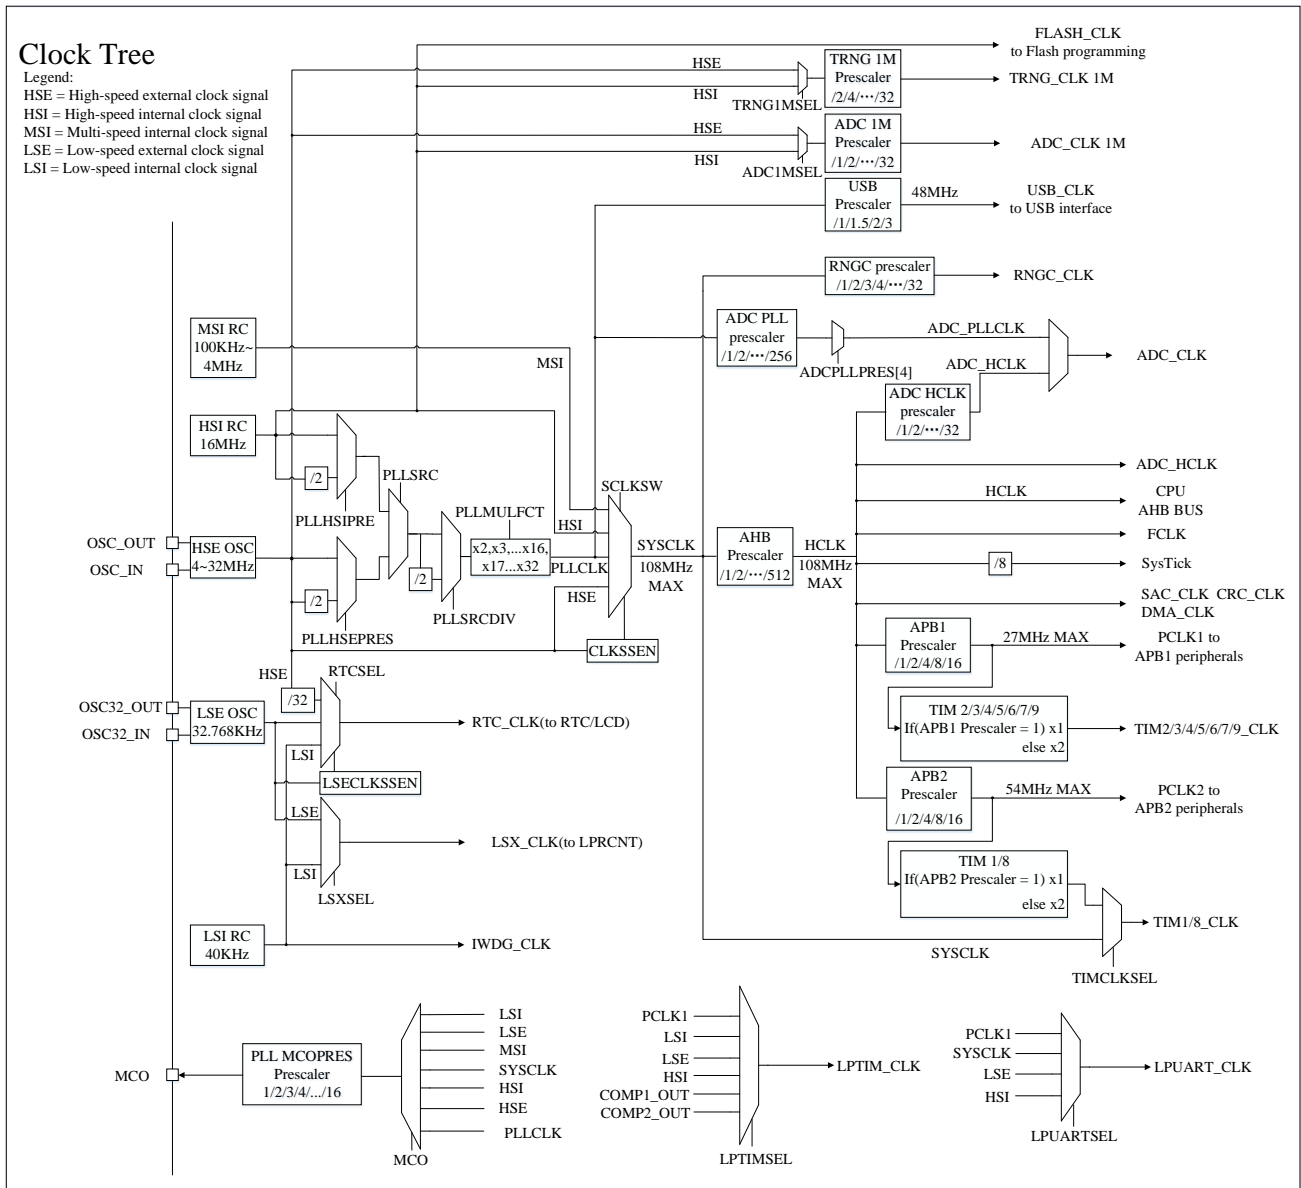 Clock Tree
Legend:
HSE = High-speed external clock signal
HSI = High-speed internal clock signal
MSI = Multi-speed internal clock signal
LSE = Low-speed external clock signal
LSI = Low-speed internal clock signal
FLASH_CLK
to Flash programming
HSE
HSI
TRNG1MSEL
TRNG 1M
Prescaler
/2/4/···/32
TRNG_CLK 1M
HSE
HSI
ADC1MSEL
ADC 1M
Prescaler
/1/2/···/32
ADC_CLK 1M
USB
Prescaler
/1/1.5/2/3
48MHz
USB_CLK
to USB interface
RNGC prescaler
/1/2/3/4/···/32
RNGC_CLK
MSI RC
100KHz~
4MHz
MSI
ADC PLL
prescaler
/1/2/···/256
ADCPLLPRES[4]
ADC_PLLCLK
ADC_HCLK
ADC_CLK
ADC HCLK
prescaler
/1/2/···/32
HSI RC
16MHz
/2
PLLHSIPRE
PLLSRC
PLLMULFCT
SCLKSW
HSI
ADC_HCLK
HCLK
CPU
AHB BUS
FCLK
OSC_OUT
OSC_IN
HSE OSC
4~32MHz
/2
PLLHSEPRES
/2
PLLSRCDIV
x2,x3,...x16,
x17...x32
PLLCLK
HSE
SYSCLK
108MHz
MAX
AHB
Prescaler
/1/2/···/512
HCLK
108MHz
MAX
/8
SysTick
SAC_CLK CRC_CLK
DMA_CLK
CLKSSEN
APB1
Prescaler
/1/2/4/8/16
27MHz MAX
PCLK1 to
APB1 peripherals
HSE
/32
RTCSEL
OSC32_OUT
OSC32_IN
LSE OSC
32.768KHz
LSI
RTC_CLK(to RTC/LCD)
LSECLKSSEN
TIM 2/3/4/5/6/7/9
If(APB1 Prescaler = 1) x1
else x2
TIM2/3/4/5/6/7/9_CLK
APB2
Prescaler
/1/2/4/8/16
54MHz MAX
PCLK2 to
APB2 peripherals
LSE
LSI
LSXSEL
LSX_CLK(to LPRCNT)
TIM 1/8
If(APB2 Prescaler = 1) x1
else x2
TIM1/8_CLK
LSI RC
40KHz
IWDG_CLK
SYSCLK
TIMCLKSEL
MCO
PLL MCOPRES
Prescaler
1/2/3/4/.../16
LSI
LSE
MSI
SYSCLK
HSI
HSE
PLLCLK
MCO
PCLK1
LSI
LSE
HSI
COMP1_OUT
COMP2_OUT
LPTIM_CLK
LPTIMSEL
PCLK1
SYSCLK
LSE
HSI
LPUART_CLK
LPUARTSEL